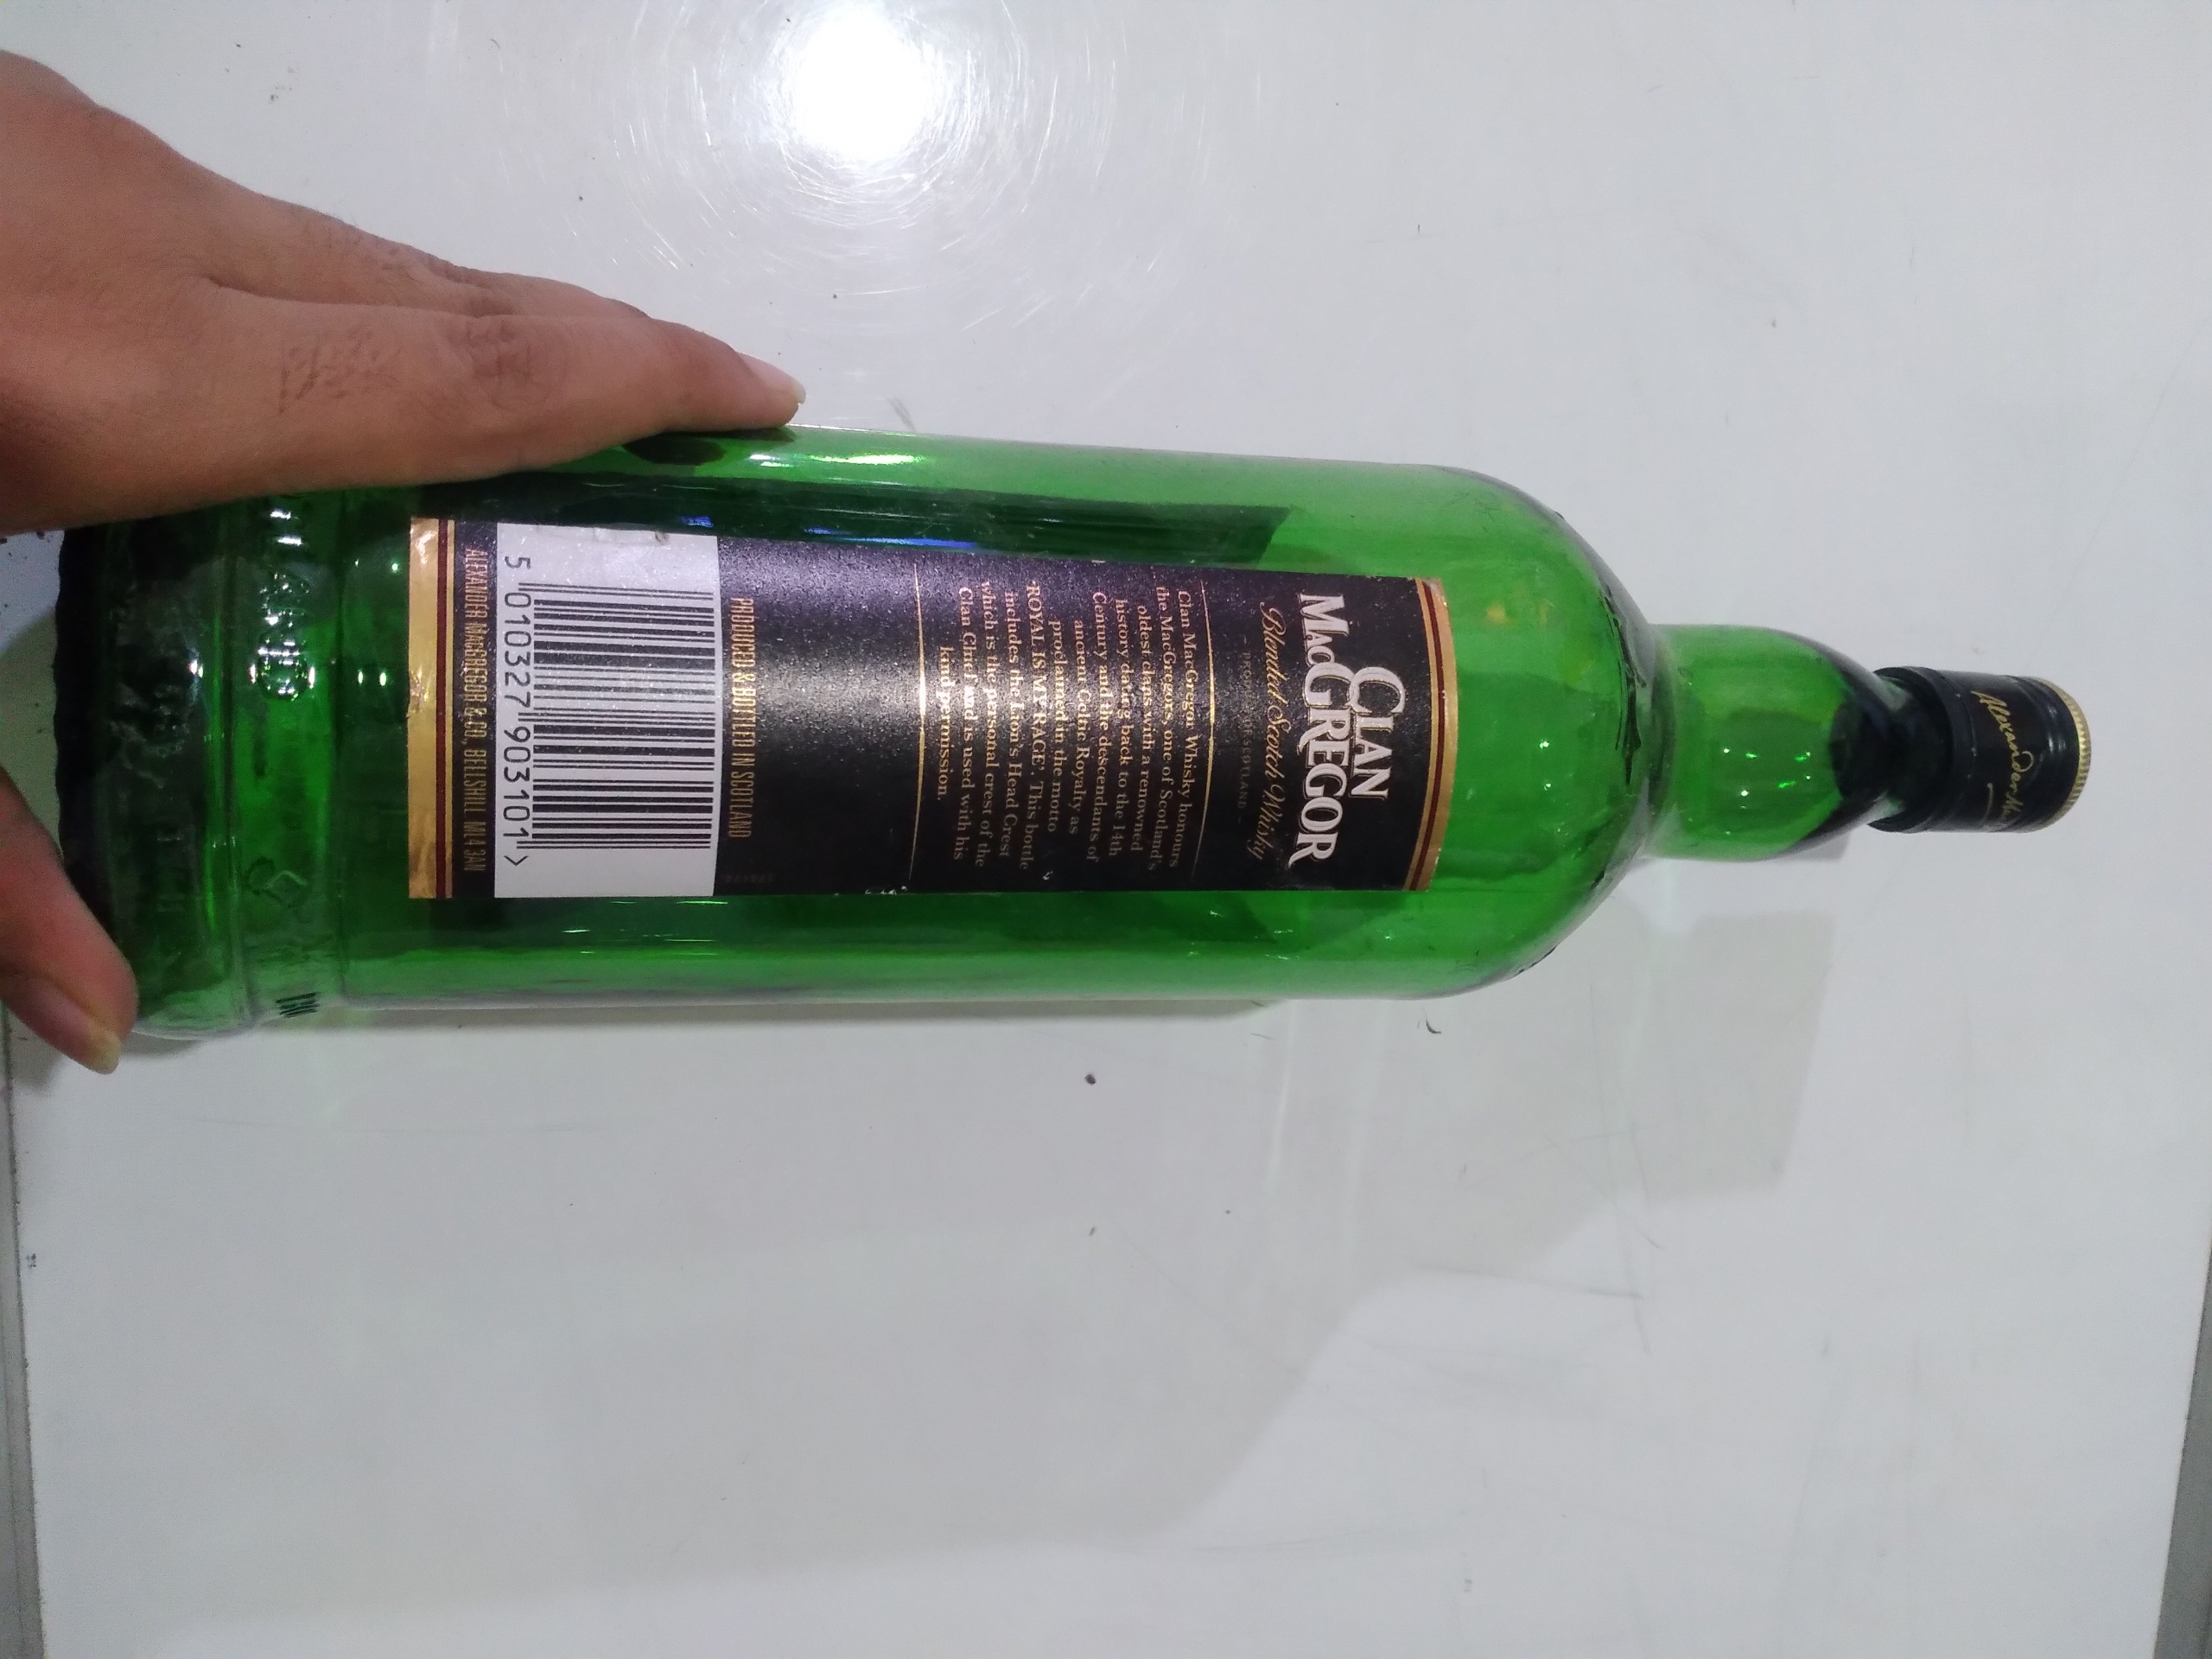 CLAN
MACGREGOR
Blended Scotch Whisky
Clan MacGregor Whisky honours
the MacGregors, one of Scotland's
oldest clans with a renowned
history dating back to the 14th
Century and the descendants of
ancient Celtic Royalty as
proclaimed in the motto
'ROYAL IS MY RACE'. This bottle
includes the Lion's Head Crest
which is the personal crest of the
Clan Chief and is used with his
kind permission.
PRODUCED & BOTTLED IN SCOTLAND
5 010327 903101 >
ALEXANDER MACGREGOR & CO, BELLSHILL ML4 3AN